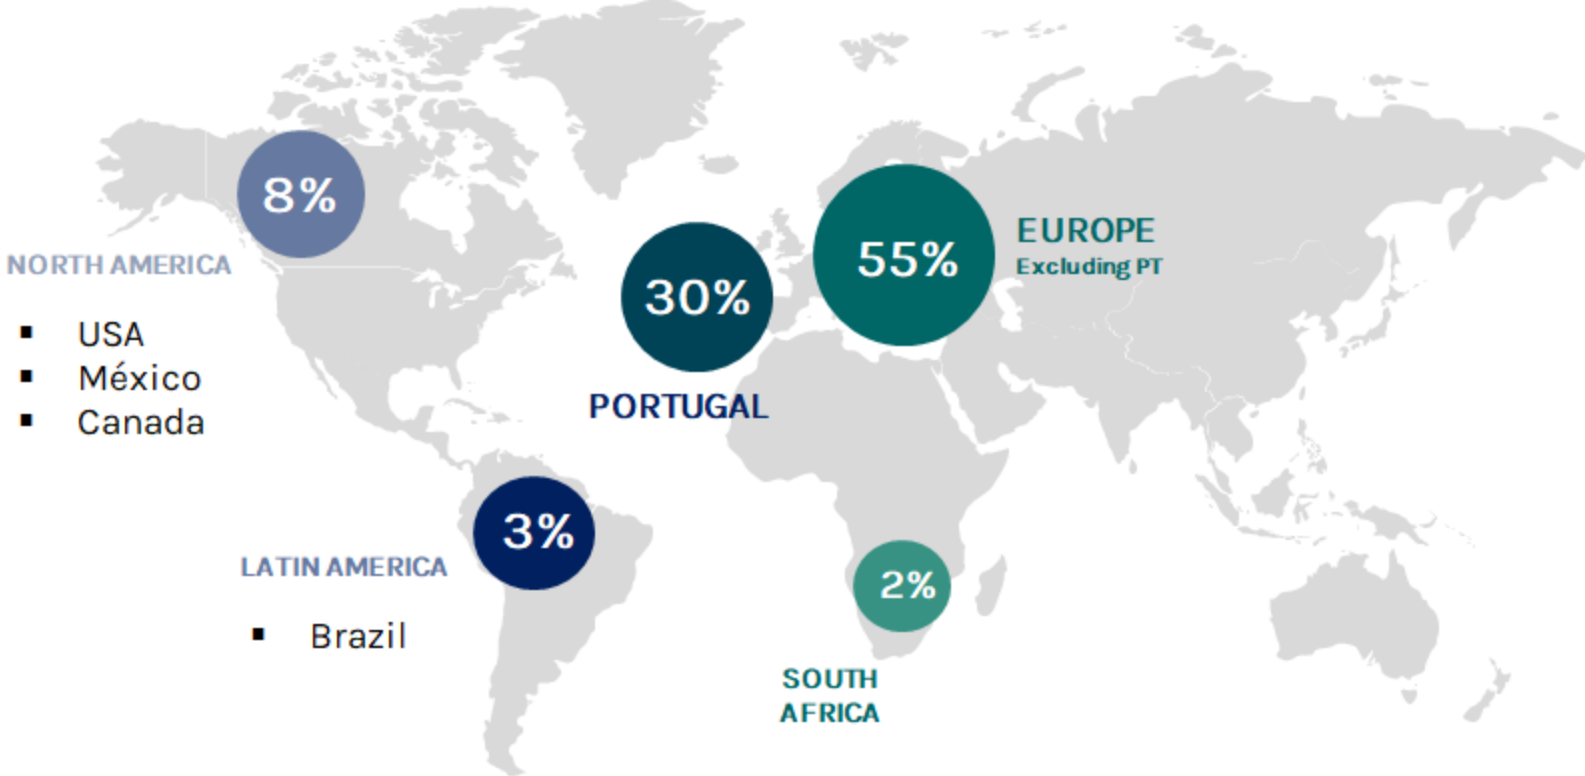 8%
NORTH AMERICA
▪ USA
▪ México
▪ Canada
30%
PORTUGAL
55%
EUROPE
Excluding PT
3%
LATIN AMERICA
▪ Brazil
2%
SOUTH
AFRICA